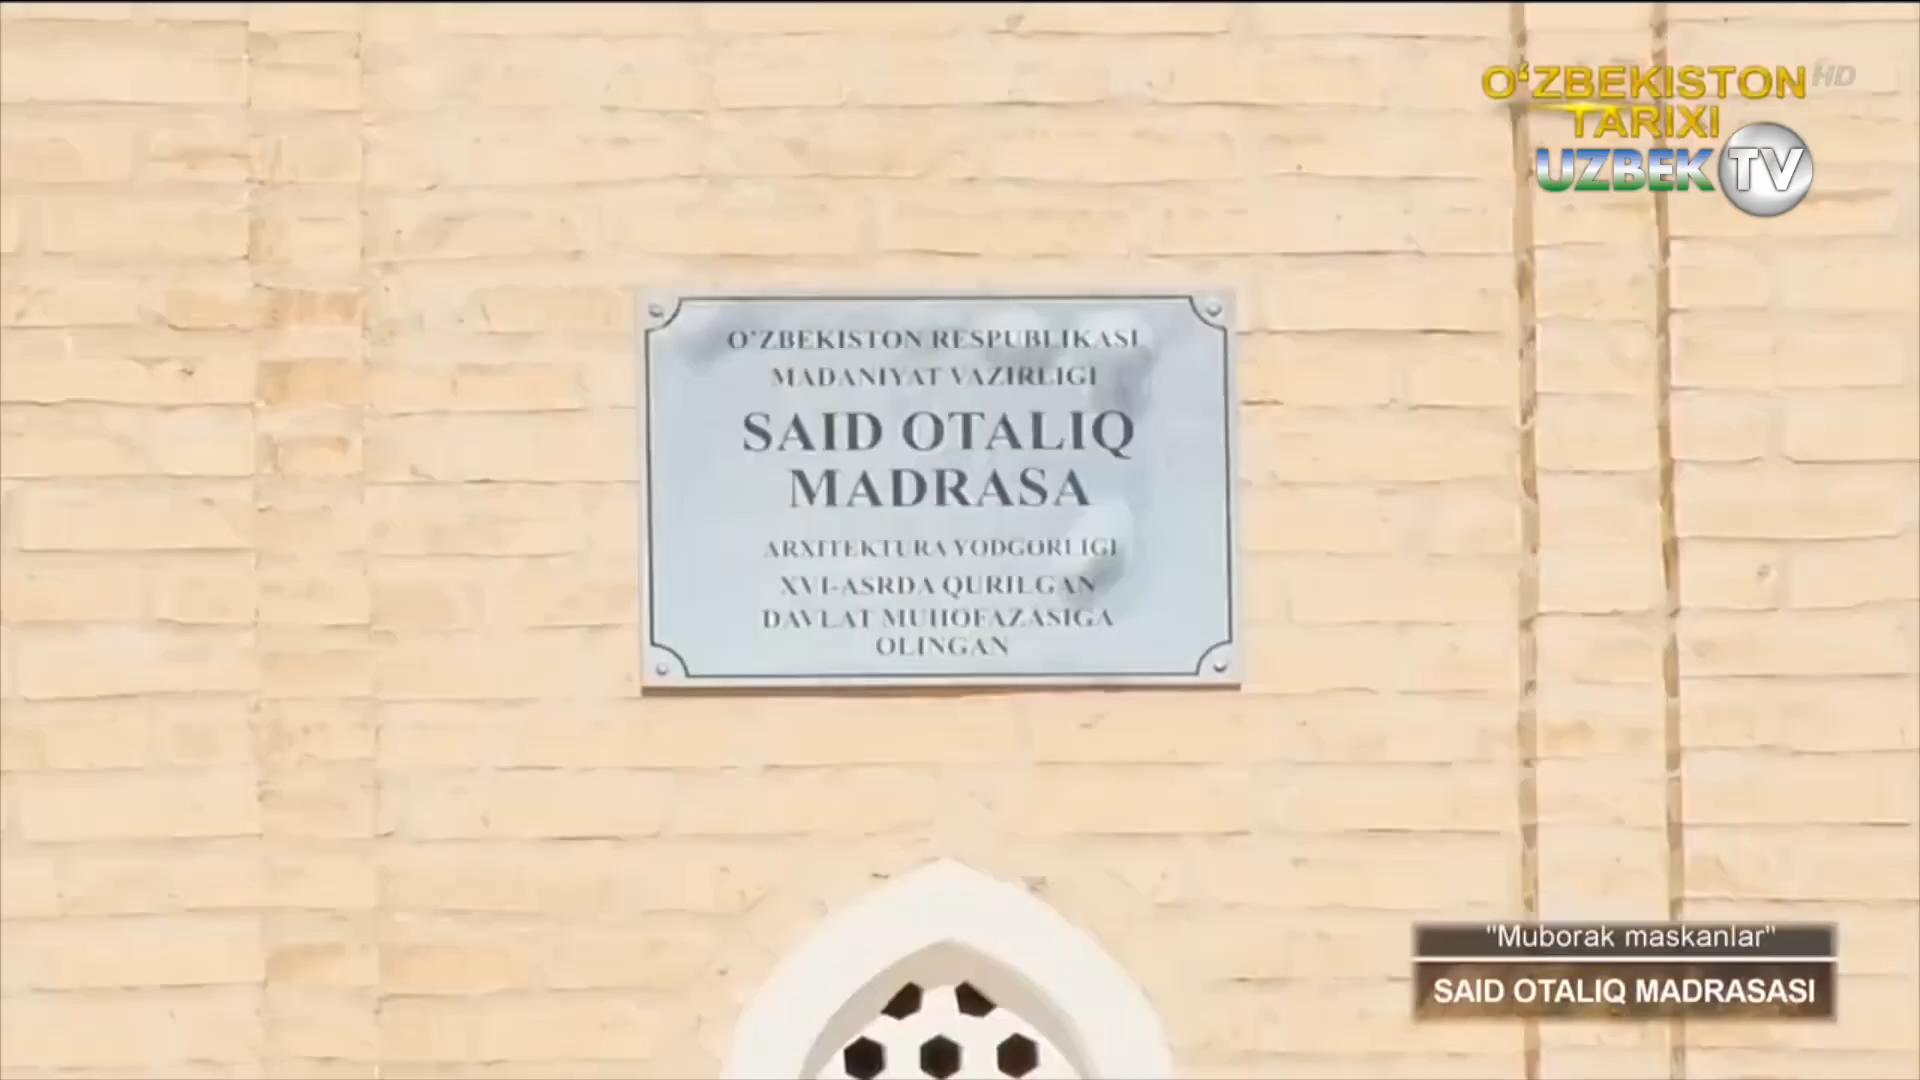 O‘ZBEKISTON HD
TARIXI
UZBEK TV
O'ZBEKISTON RESPUBLIKASI
MADANIYAT VAZIRLIGI
SAID OTALIQ
MADRASA
ARXITEKTURA YODGORLIGI
XVI-ASRDA QURILGAN
DAVLAT MUHOFAZASIGA
OLINGAN
"Muborak maskanlar"
SAID OTALIQ MADRASASI